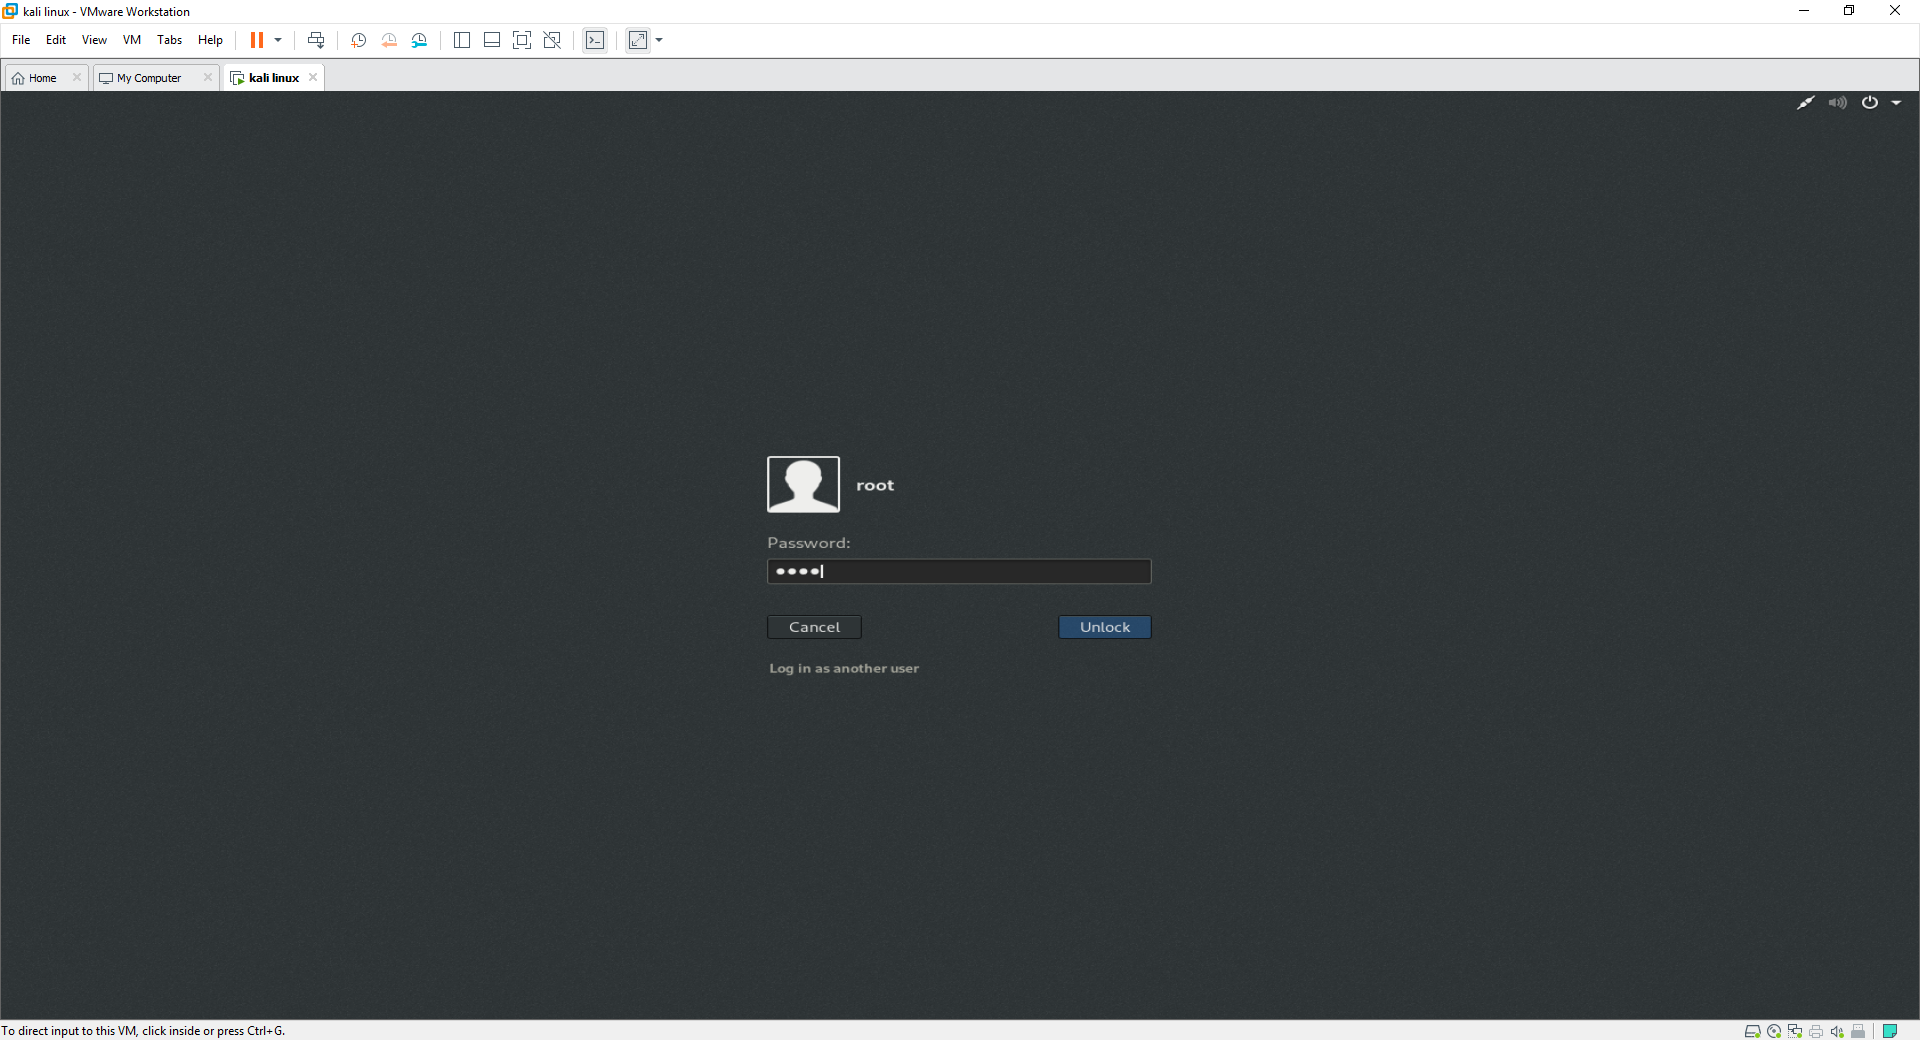 kali linux - VMware Workstation
File Edit View VM Tabs Help
Home My Computer kali linux
root
Password:
Cancel Unlock
Log in as another user
To direct input to this VM, click inside or press Ctrl+G.